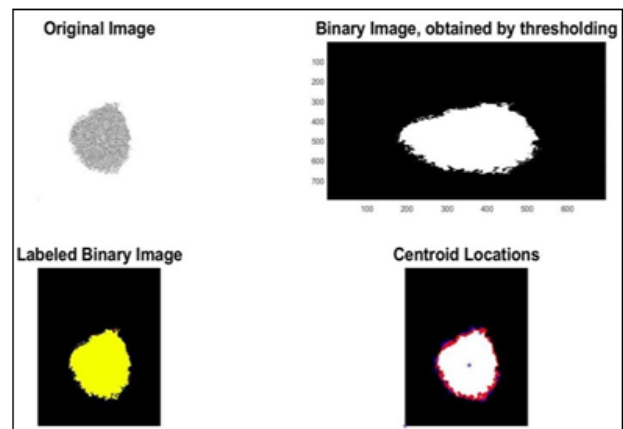 Original Image
Binary Image, obtained by thresholding
100
200
300
400
500
600
700
100 200 300 400 500 600
Labeled Binary Image
Centroid Locations